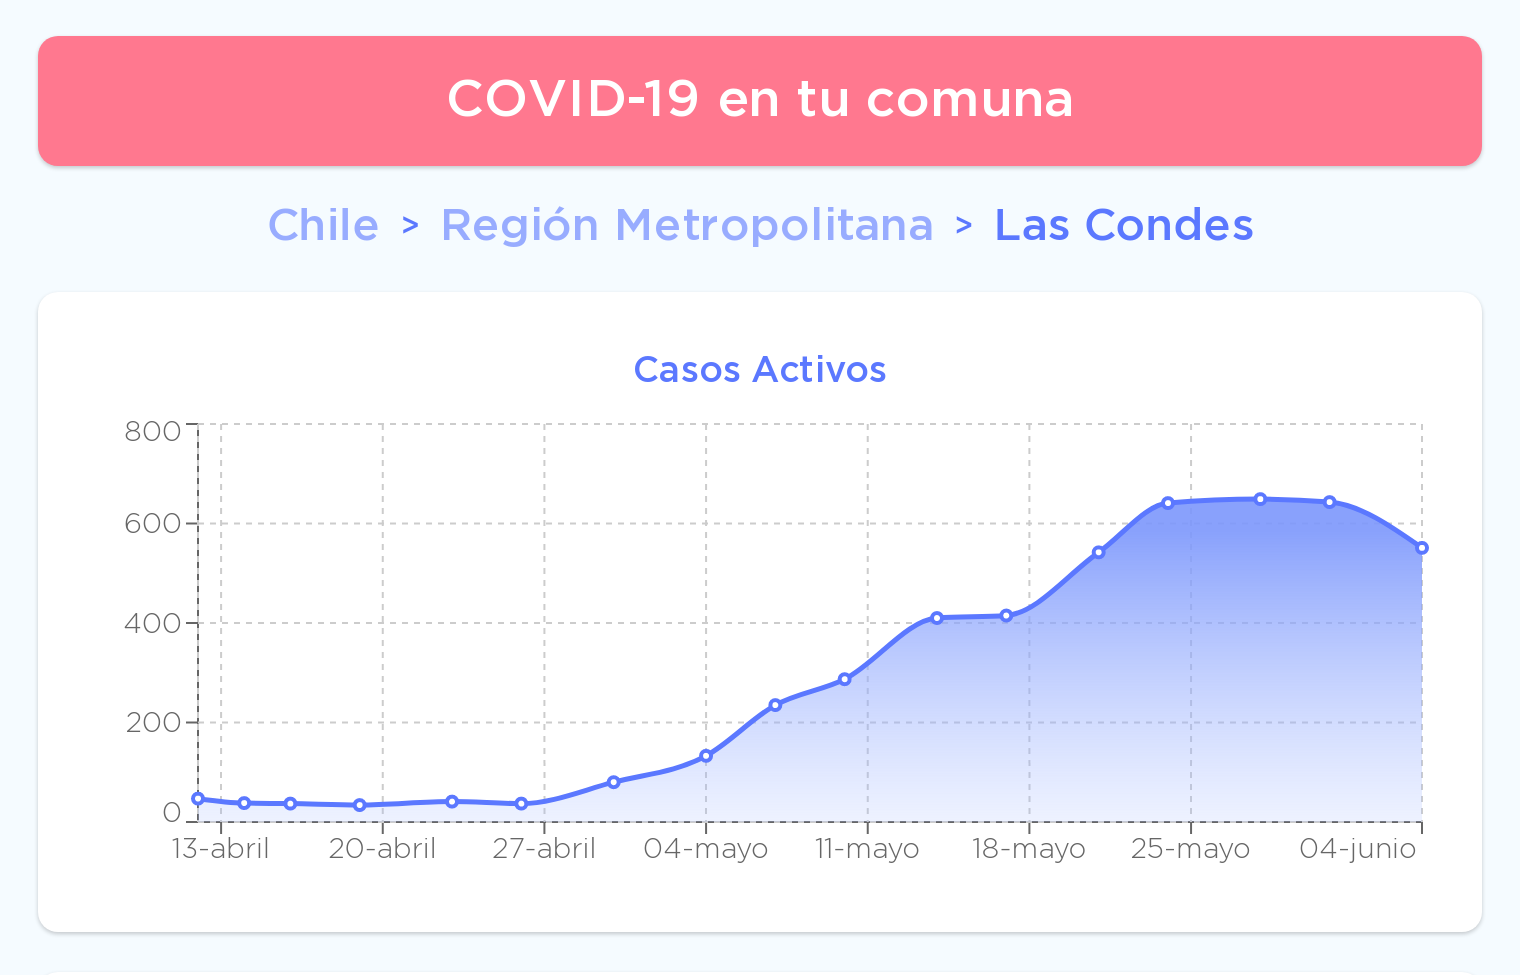 COVID-19 en tu comuna
Chile > Región Metropolitana > Las Condes
Casos Activos
800
600
400
200
0
13-abril 20-abril 27-abril 04-mayo 11-mayo 18-mayo 25-mayo 04-junio